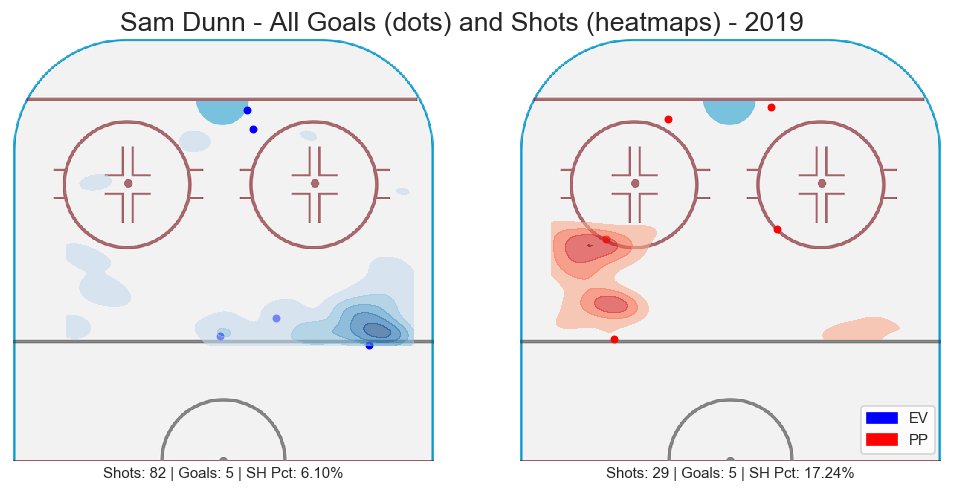 Sam Dunn - All Goals (dots) and Shots (heatmaps) - 2019
EV
PP
Shots: 82 | Goals: 5 | SH Pct: 6.10%
Shots: 29 | Goals: 5 | SH Pct: 17.24%